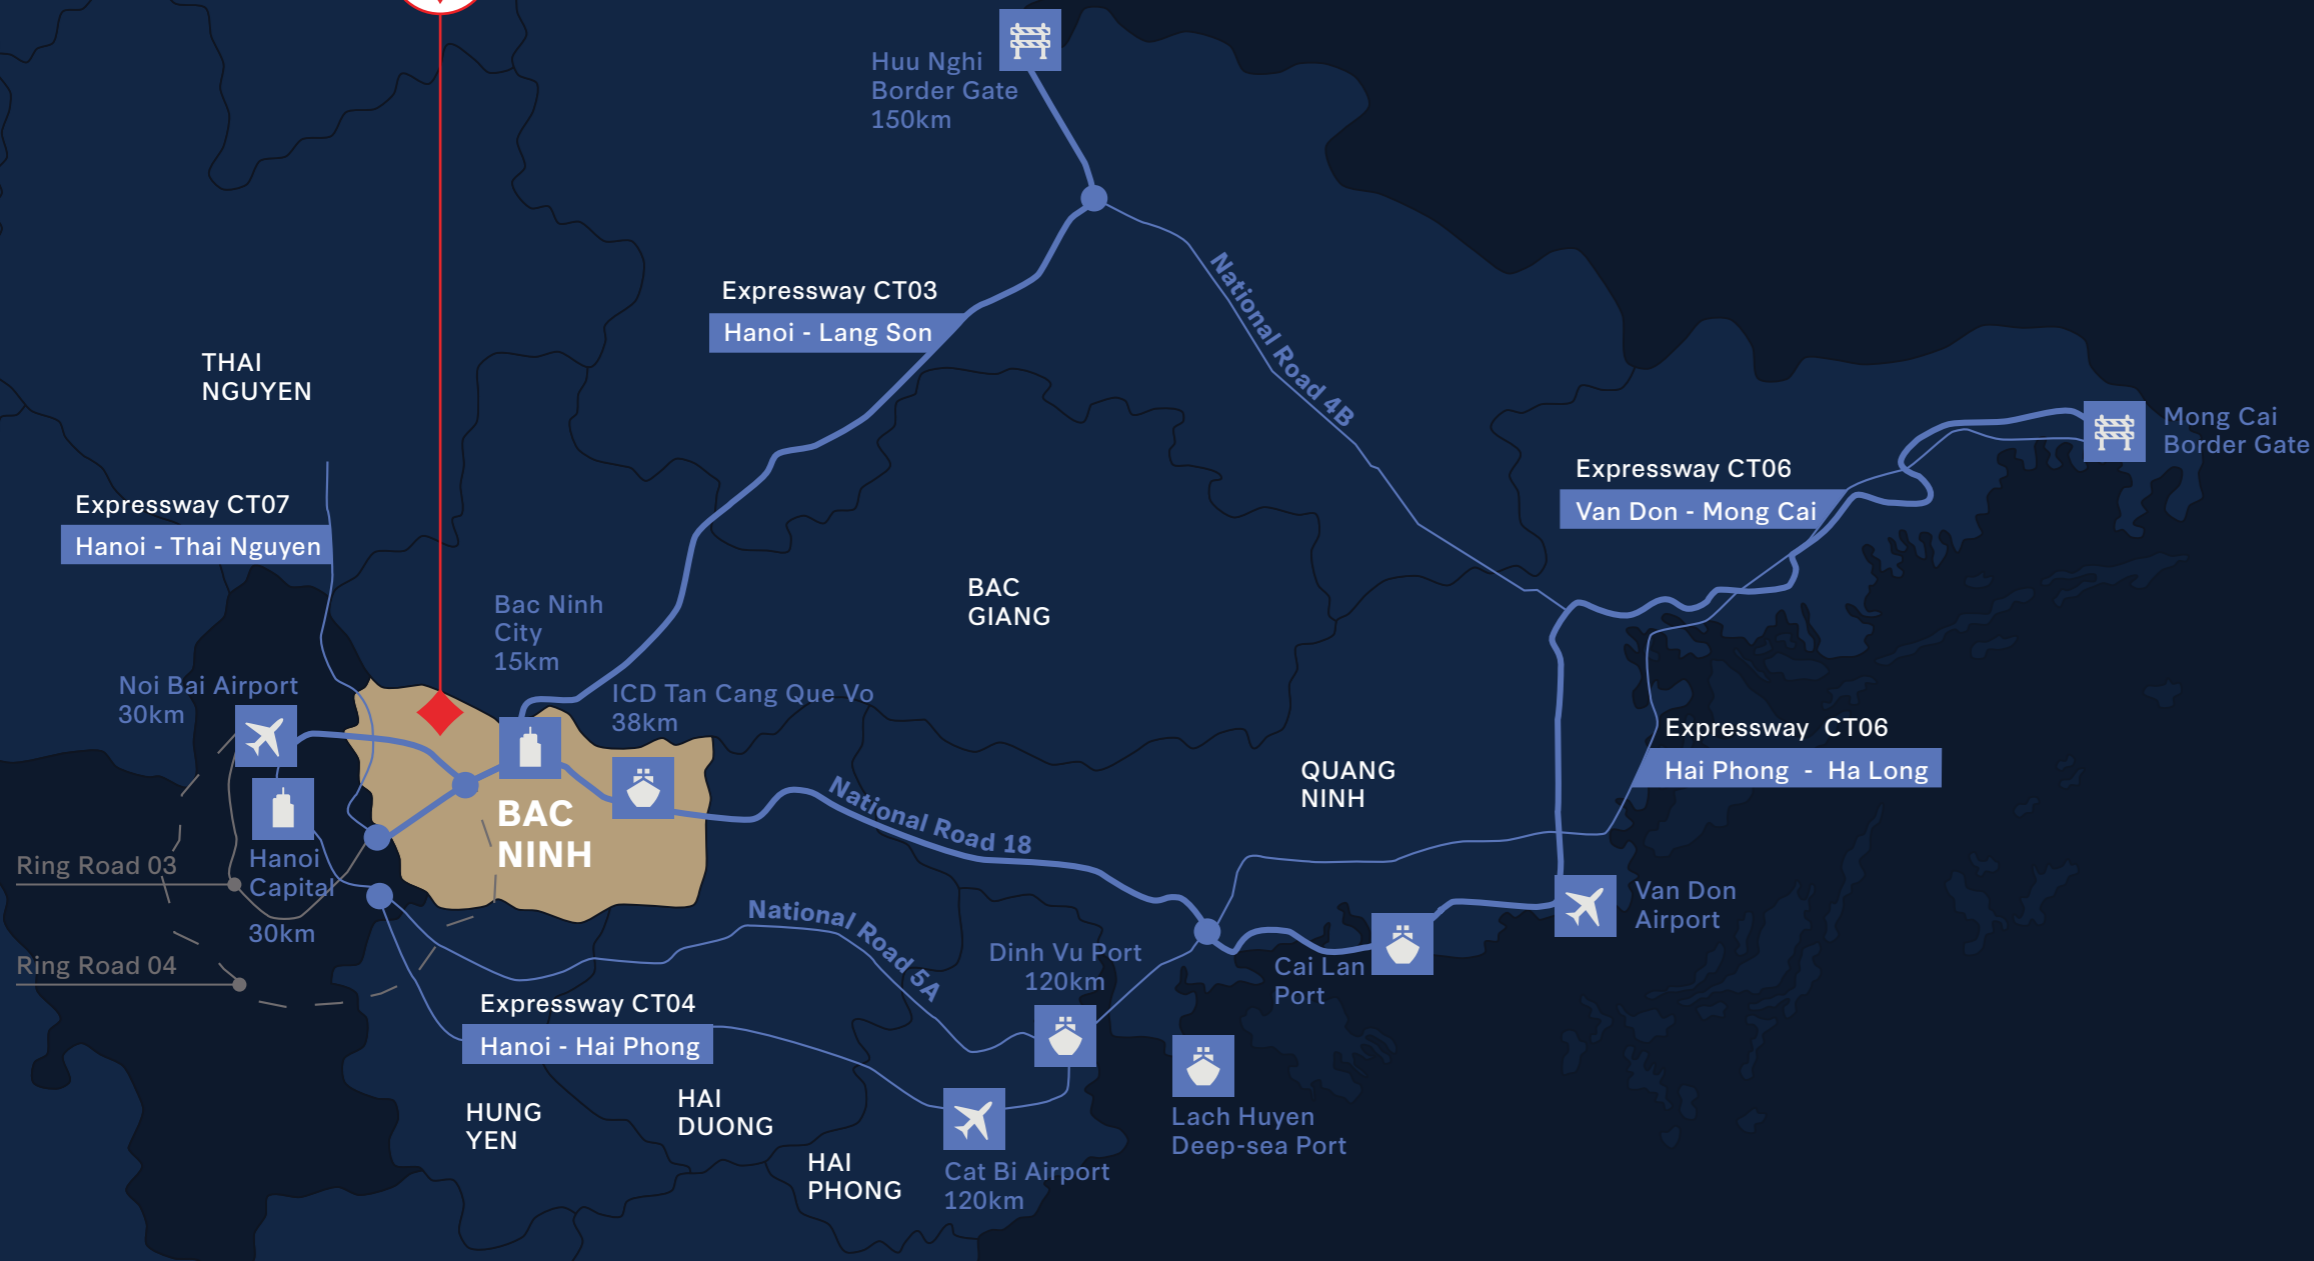 Huu Nghi
Border Gate
150km
National Road 4B
Expressway CT03
Hanoi - Lang Son
THAI
NGUYEN
Mong Cai
Border Gate
Expressway CT06
Van Don - Mong Cai
Expressway CT07
Hanoi - Thai Nguyen
BAC
GIANG
Bac Ninh
City
15km
Noi Bai Airport
30km
ICD Tan Cang Que Vo
38km
Expressway  CT06
Hai Phong  -  Ha Long
QUANG
NINH
National Road 18
BAC
NINH
Hanoi
Capital
30km
Ring Road 03
Ring Road 04
Van Don
Airport
National Road 5A
Dinh Vu Port
120km
Cai Lan
Port
Expressway CT04
Hanoi - Hai Phong
HUNG
YEN
HAI
DUONG
Lach Huyen
Deep-sea Port
HAI
PHONG
Cat Bi Airport
120km